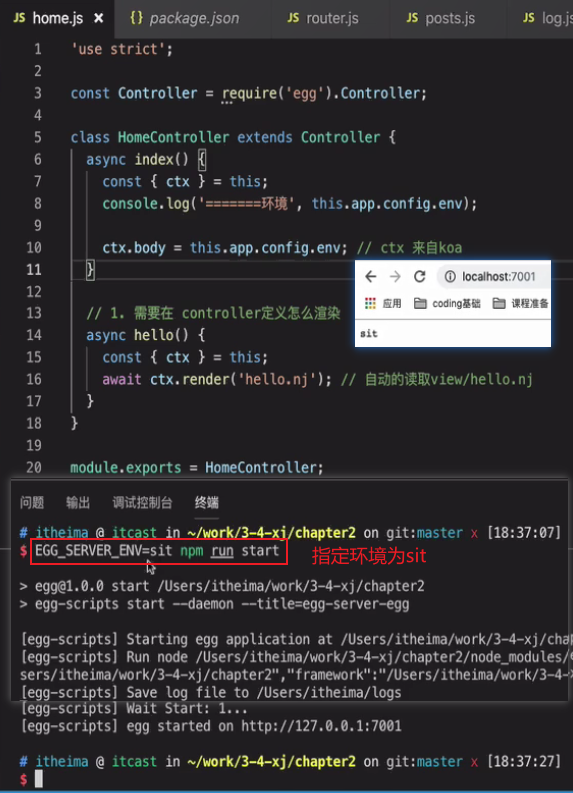 JS home.js × {} package.json JS router.js JS posts.js JS log.js
1 'use strict';
2
3 const Controller = require('egg').Controller;
4
5 class HomeController extends Controller {
6 async index() {
7 const { ctx } = this;
8 console.log('=======环境', this.app.config.env);
9
10 ctx.body = this.app.config.env; // ctx 来自koa
11 }
12
13 // 1. 需要在 controller定义怎么渲染
14 async hello() {
15 const { ctx } = this;
16 await ctx.render('hello.nj'); // 自动的读取view/hello.nj
17 }
18 }
19
20 module.exports = HomeController;
localhost:7001
应用 coding基础 课程准备
sit
问题 输出 调试控制台 终端
# itheima @ itcast in ~/work/3-4-xj/chapter2 on git:master x [18:37:07]
$ EGG_SERVER_ENV=sit npm run start 指定环境为sit
> egg@1.0.0 start /Users/itheima/work/3-4-xj/chapter2
> egg-scripts start --daemon --title=egg-server-egg
[egg-scripts] Starting egg application at /Users/itheima/work/3-4-xj/chap
[egg-scripts] Run node /Users/itheima/work/3-4-xj/chapter2/node_modules/
sers/itheima/work/3-4-xj/chapter2","framework":"/Users/itheima/work/3-4-x
[egg-scripts] Save log file to /Users/itheima/logs
[egg-scripts] Wait Start: 1...
[egg-scripts] egg started on http://127.0.0.1:7001
# itheima @ itcast in ~/work/3-4-xj/chapter2 on git:master x [18:37:27]
$